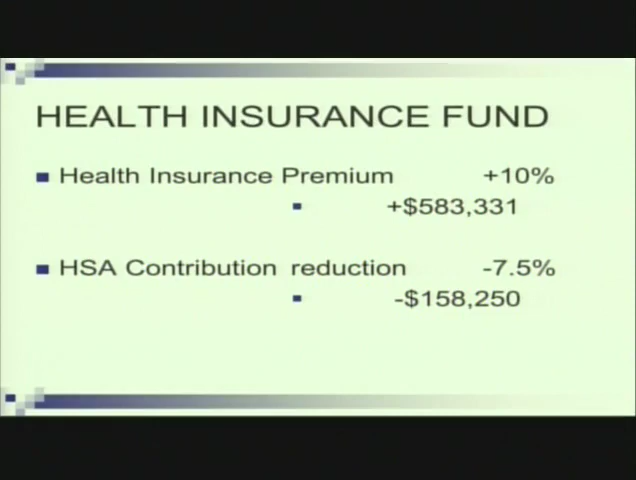 HEALTH INSURANCE FUND
Health Insurance Premium +10%
+$583,331
HSA Contribution reduction -7.5%
-$158,250